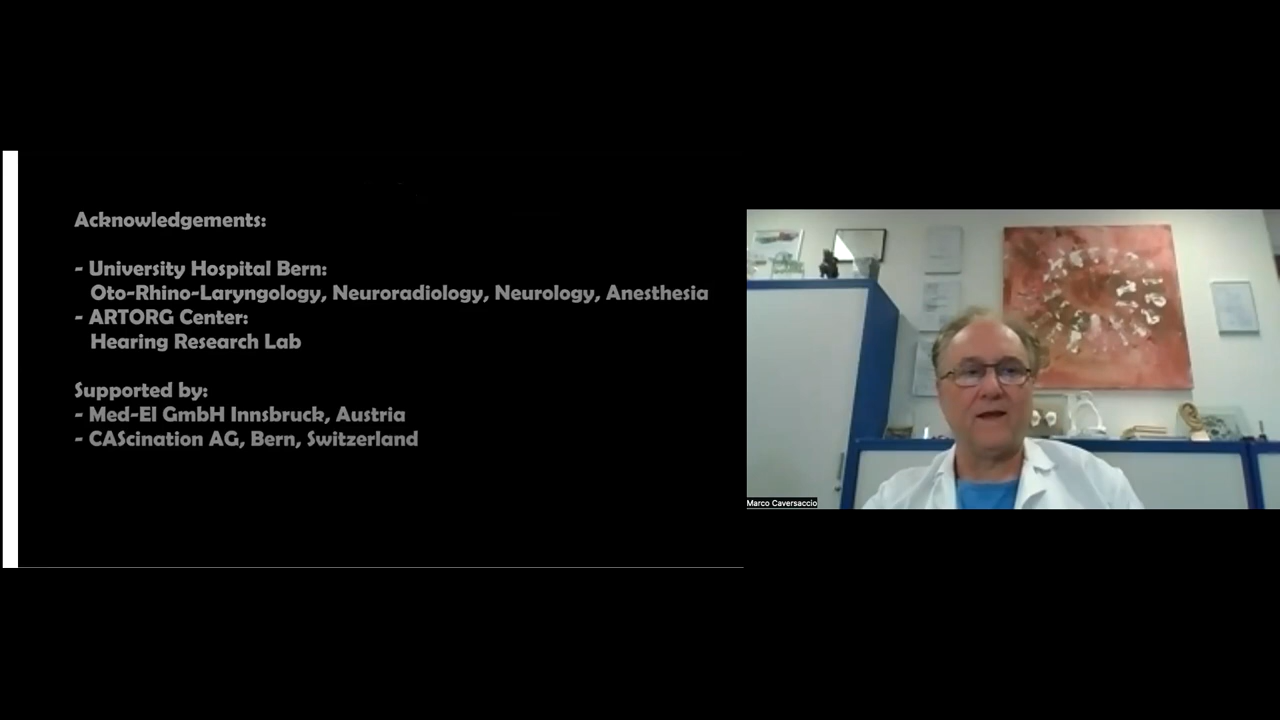 Acknowledgements:
- University Hospital Bern:
Oto-Rhino-Laryngology, Neuroradiology, Neurology, Anesthesia
- ARTORG Center:
Hearing Research Lab
Supported by:
- Med-El GmbH Innsbruck, Austria
- CAScination AG, Bern, Switzerland
Marco Caversaccio